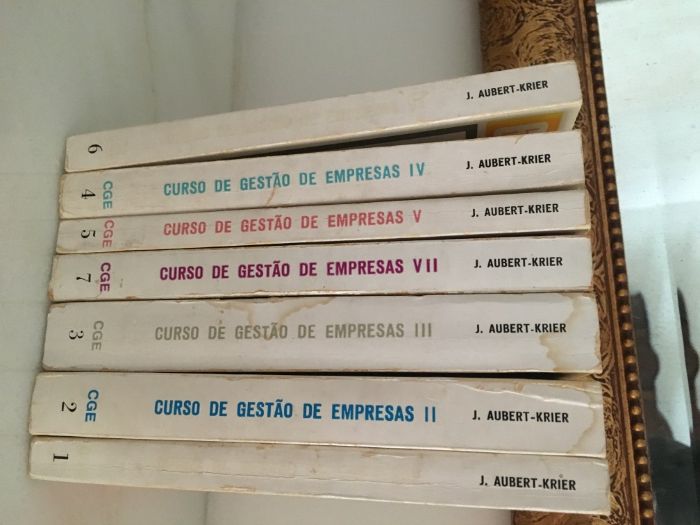 6 J. AUBERT-KRIER
4 CGE CURSO DE GESTÃO DE EMPRESAS IV J. AUBERT-KRIER
5 CGE CURSO DE GESTÃO DE EMPRESAS V J. AUBERT-KRIER
7 CGE CURSO DE GESTÃO DE EMPRESAS VII J. AUBERT-KRIER
3 CGE CURSO DE GESTÃO DE EMPRESAS III J. AUBERT-KRIER
2 CGE CURSO DE GESTÃO DE EMPRESAS II J. AUBERT-KRIER
1 J. AUBERT-KRIER